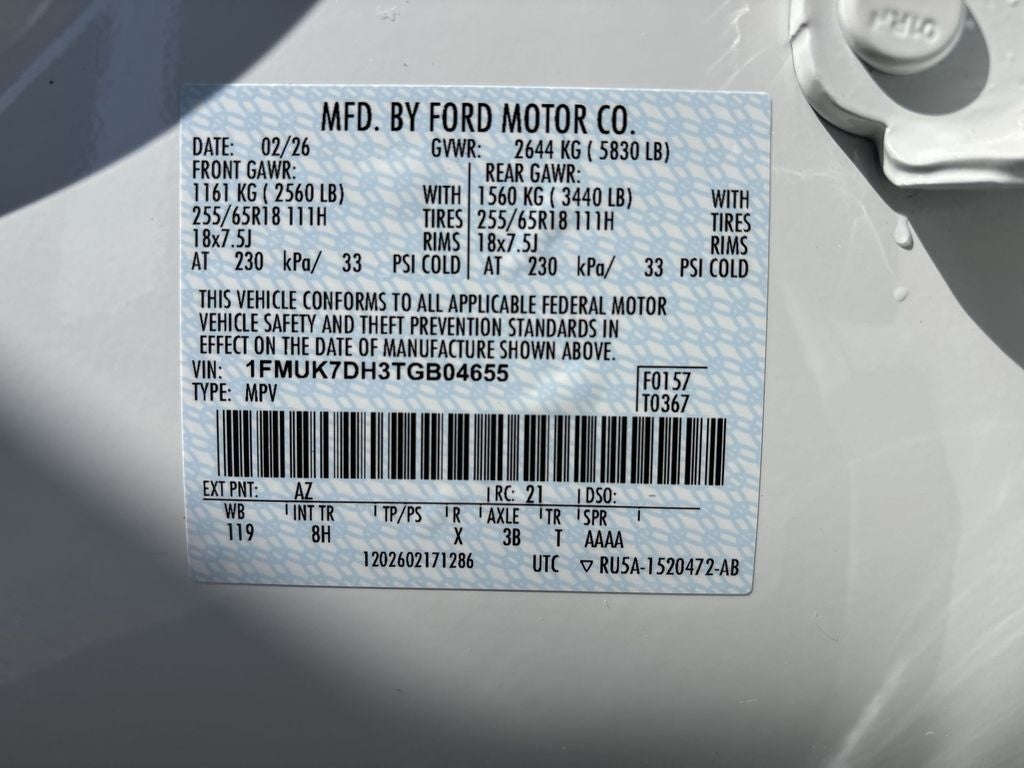 MFD. BY FORD MOTOR CO.
DATE: 02/26 GVWR: 2644 KG ( 5830 LB)
FRONT GAWR: REAR GAWR:
1161 KG ( 2560 LB) WITH 1560 KG ( 3440 LB) WITH
255/65R18 111H TIRES 255/65R18 111H TIRES
18x7.5J RIMS 18x7.5J RIMS
AT 230 kPa/ 33 PSI COLD AT 230 kPa/ 33 PSI COLD
THIS VEHICLE CONFORMS TO ALL APPLICABLE FEDERAL MOTOR
VEHICLE SAFETY AND THEFT PREVENTION STANDARDS IN
EFFECT ON THE DATE OF MANUFACTURE SHOWN ABOVE.
VIN: 1FMUK7DH3TGB04655
TYPE: MPV
F0157
T0367
EXT PNT: AZ RC: 21 DSO: -
WB INT TR TP/PS R AXLE TR SPR
119 8H X 3B T AAAA
1202602171286 UTC ▽ RU5A-1520472-AB